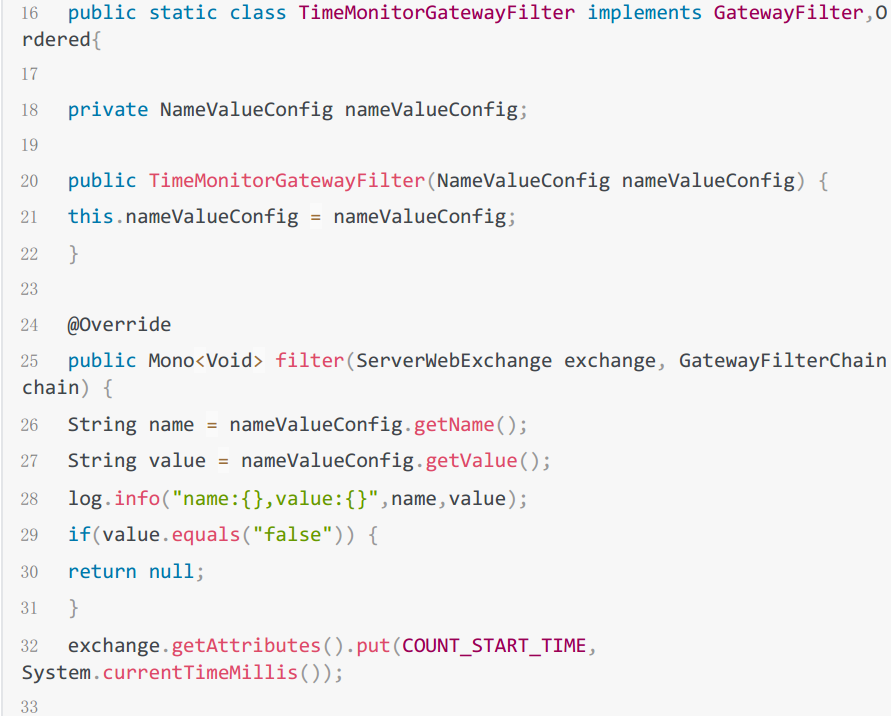 16 public static class TimeMonitorGatewayFilter implements GatewayFilter,O
rdered{
17
18 private NameValueConfig nameValueConfig;
19
20 public TimeMonitorGatewayFilter(NameValueConfig nameValueConfig) {
21 this.nameValueConfig = nameValueConfig;
22 }
23
24 @Override
25 public Mono<Void> filter(ServerWebExchange exchange, GatewayFilterChain
chain) {
26 String name = nameValueConfig.getName();
27 String value = nameValueConfig.getValue();
28 log.info("name:{},value:{}",name,value);
29 if(value.equals("false")) {
30 return null;
31 }
32 exchange.getAttributes().put(COUNT_START_TIME,
System.currentTimeMillis());
33